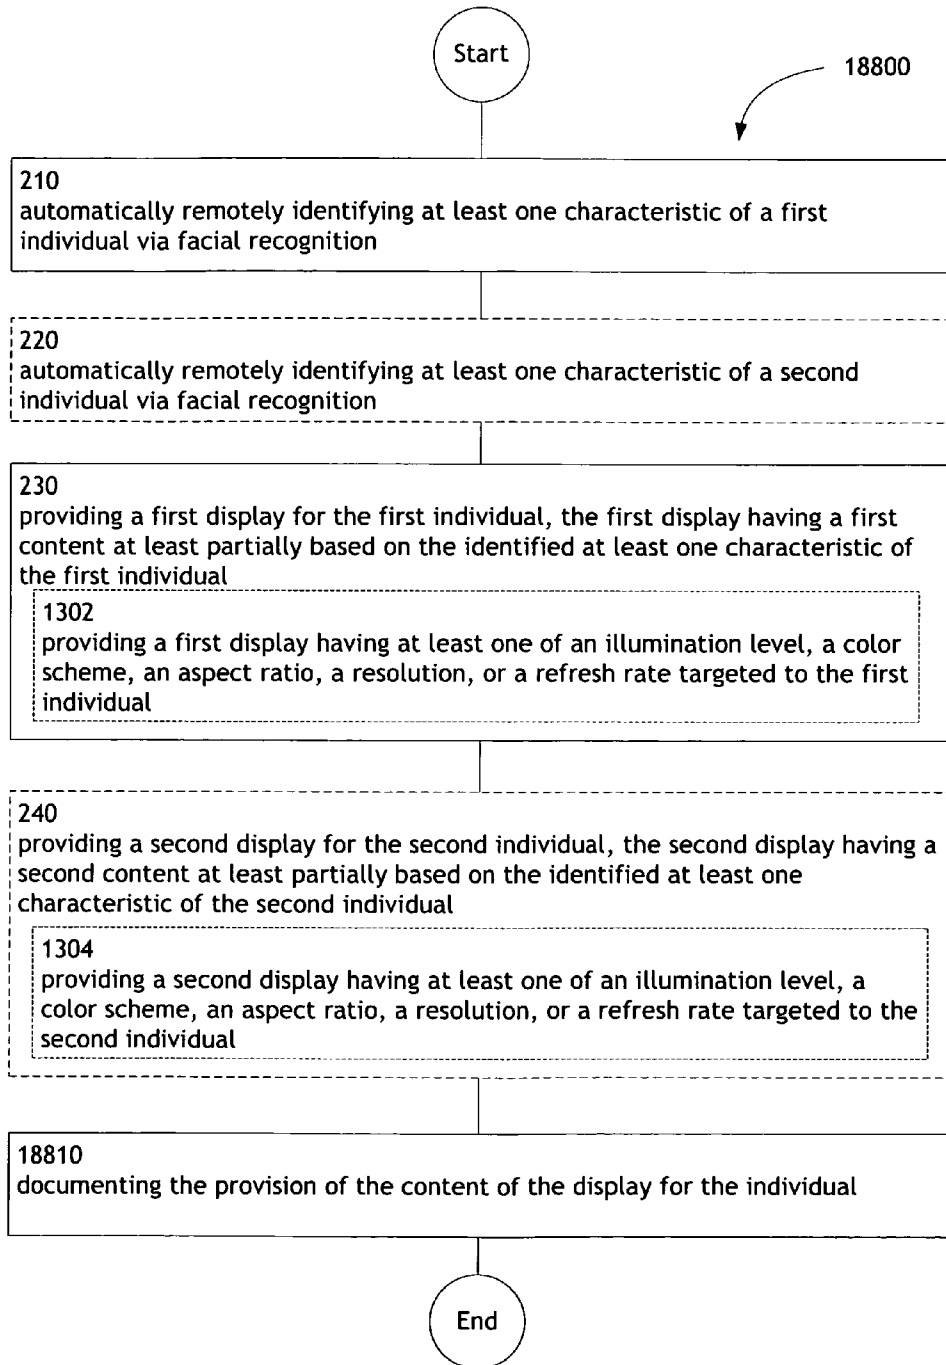 Start
18800
210
automatically remotely identifying at least one characteristic of a first
individual via facial recognition
220
automatically remotely identifying at least one characteristic of a second
individual via facial recognition
230
providing a first display for the first individual, the first display having a first
content at least partially based on the identified at least one characteristic of
the first individual
1302
providing a first display having at least one of an illumination level, a color
scheme, an aspect ratio, a resolution, or a refresh rate targeted to the first
individual
240
providing a second display for the second individual, the second display having a
second content at least partially based on the identified at least one
characteristic of the second individual
1304
providing a second display having at least one of an illumination level, a
color scheme, an aspect ratio, a resolution, or a refresh rate targeted to the
second individual
18810
documenting the provision of the content of the display for the individual
End